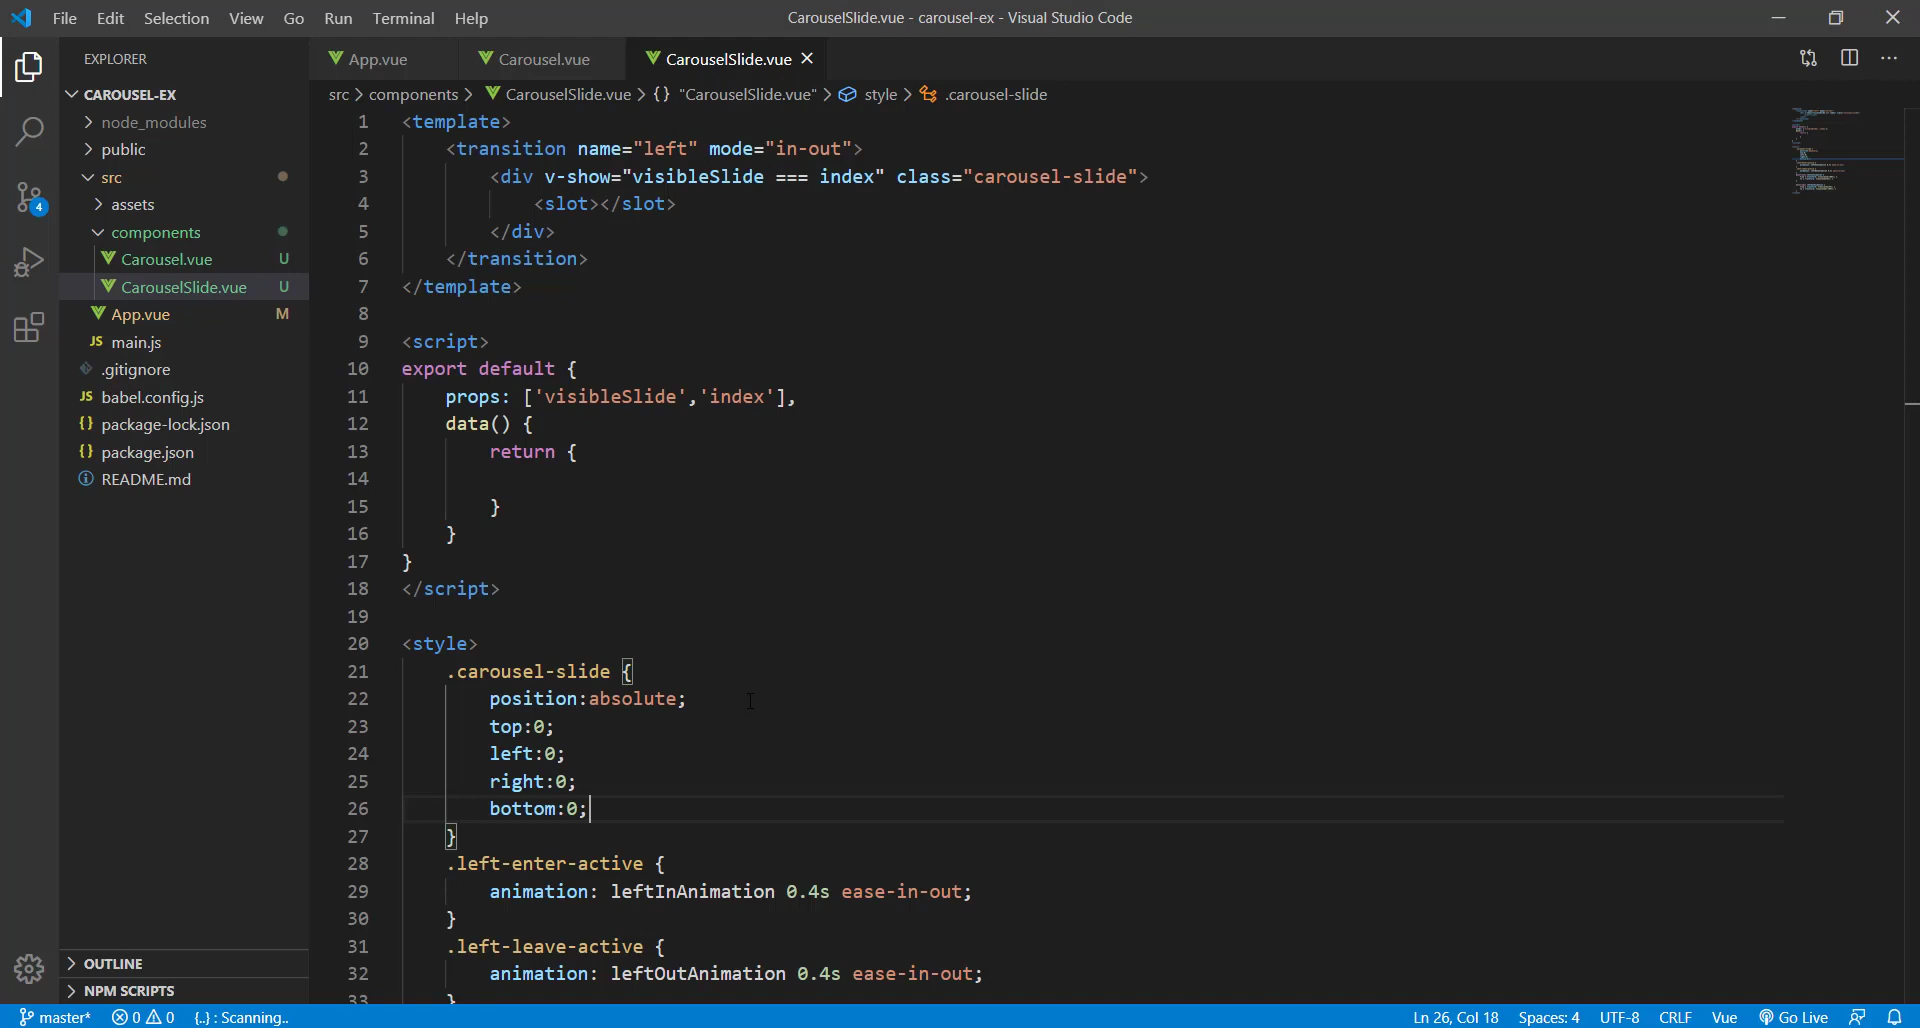 File Edit Selection View Go Run Terminal Help
CarouselSlide.vue - carousel-ex - Visual Studio Code
EXPLORER
CAROUSEL-EX
node_modules
public
src
assets
components
Carousel.vue U
CarouselSlide.vue U
App.vue M
JS main.js
.gitignore
JS babel.config.js
{} package-lock.json
{} package.json
README.md
OUTLINE
NPM SCRIPTS
4
App.vue Carousel.vue CarouselSlide.vue
src > components > CarouselSlide.vue > {} "CarouselSlide.vue" > style > .carousel-slide
1 <template>
2 <transition name="left" mode="in-out">
3 <div v-show="visibleSlide === index" class="carousel-slide">
4 <slot></slot>
5 </div>
6 </transition>
7 </template>
8
9 <script>
10 export default {
11 props: ['visibleSlide','index'],
12 data() {
13 return {
14
15 }
16 }
17 }
18 </script>
19
20 <style>
21 .carousel-slide {
22 position:absolute;
23 top:0;
24 left:0;
25 right:0;
26 bottom:0;
27 }
28 .left-enter-active {
29 animation: leftInAnimation 0.4s ease-in-out;
30 }
31 .left-leave-active {
32 animation: leftOutAnimation 0.4s ease-in-out;
33 }
master* 0 0 {..} : Scanning..
Ln 26, Col 18 Spaces: 4 UTF-8 CRLF Vue Go Live